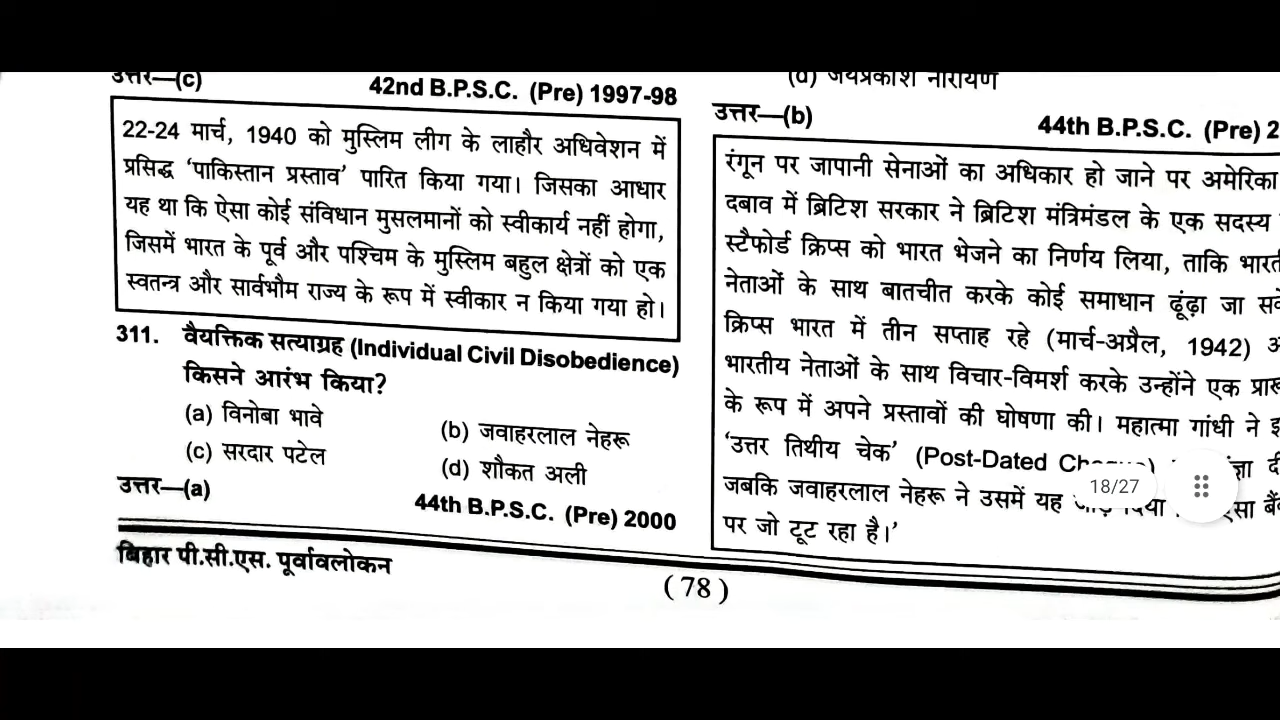 उत्तर—(c)
42nd B.P.S.C. (Pre) 1997-98
22-24 मार्च, 1940 को मुस्लिम लीग के लाहौर अधिवेशन में
प्रसिद्ध ‘पाकिस्तान प्रस्ताव’ पारित किया गया। जिसका आधार
यह था कि ऐसा कोई संविधान मुसलमानों को स्वीकार्य नहीं होगा,
जिसमें भारत के पूर्व और पश्चिम के मुस्लिम बहुल क्षेत्रों को एक
स्वतन्त्र और सार्वभौम राज्य के रूप में स्वीकार न किया गया हो।
311. वैयक्तिक सत्याग्रह (Individual Civil Disobedience)
किसने आरंभ किया?
(a) विनोबा भावे
(b) जवाहरलाल नेहरू
(c) सरदार पटेल
(d) शौकत अली
उत्तर—(a)
44th B.P.S.C. (Pre) 2000
बिहार पी.सी.एस. पूर्वावलोकन
(78)
(d) जयप्रकाश नारायण
उत्तर—(b)
44th B.P.S.C. (Pre) 2
रंगून पर जापानी सेनाओं का अधिकार हो जाने पर अमेरिका
दबाव में ब्रिटिश सरकार ने ब्रिटिश मंत्रिमंडल के एक सदस्य
स्टैफोर्ड क्रिप्स को भारत भेजने का निर्णय लिया, ताकि
नेताओं के साथ बातचीत करके कोई समाधान ढूंढ़ा जा
क्रिप्स भारत में तीन सप्ताह रहे (मार्च-अप्रैल, 1942)
भारतीय नेताओं के साथ विचार-विमर्श करके उन्होंने एक
के रूप में अपने प्रस्तावों की घोषणा की। महात्मा गांधी ने
‘उत्तर तिथीय चेक’ (Post-Dated
जबकि जवाहरलाल नेहरू ने उसमें यह
पर जो टूट रहा है।’
18/27